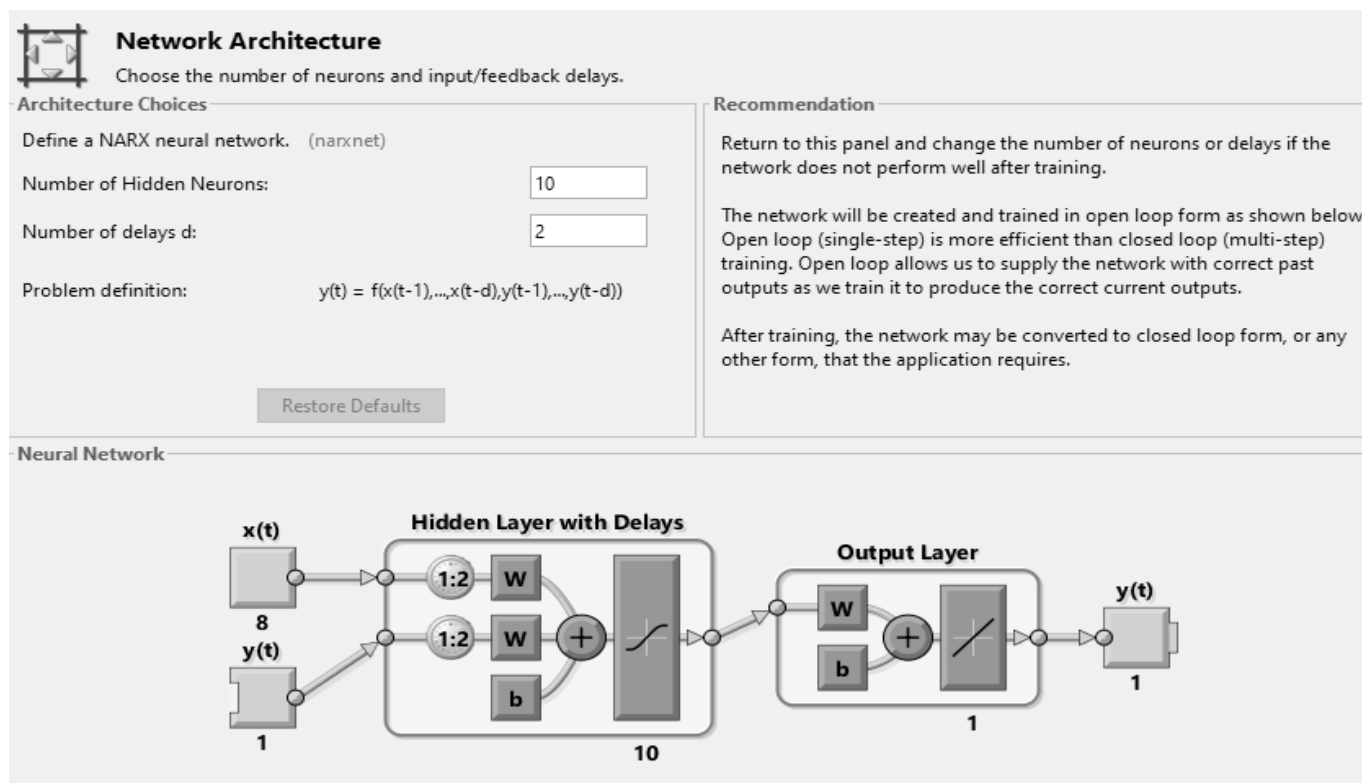 Network Architecture
Choose the number of neurons and input/feedback delays.
Architecture Choices
Define a NARX neural network. (narxnet)
Number of Hidden Neurons: 10
Number of delays d: 2
Problem definition: y(t) = f(x(t-1),...,x(t-d),y(t-1),...,y(t-d))
Restore Defaults
Recommendation
Return to this panel and change the number of neurons or delays if the
network does not perform well after training.
The network will be created and trained in open loop form as shown below
Open loop (single-step) is more efficient than closed loop (multi-step)
training. Open loop allows us to supply the network with correct past
outputs as we train it to produce the correct current outputs.
After training, the network may be converted to closed loop form, or any
other form, that the application requires.
Neural Network
x(t)
8
y(t)
1
Hidden Layer with Delays
1:2 W
1:2 W
b
10
Output Layer
W
b
1
y(t)
1